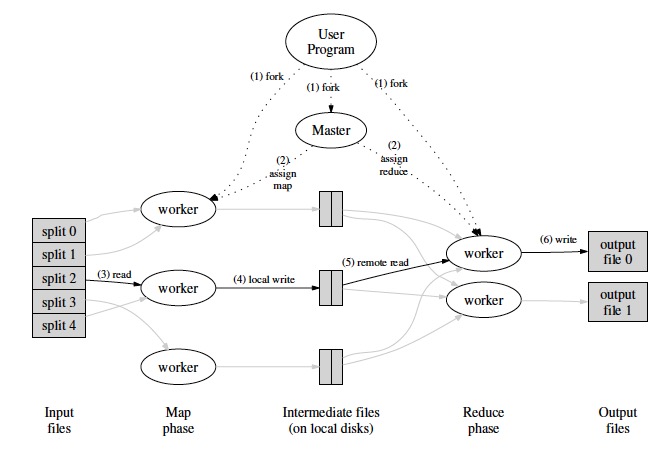 User
Program
(1) fork
(1) fork
(1) fork
Master
(2)
assign
map
(2)
assign
reduce
worker
split 0
split 1
split 2
split 3
split 4
(3) read
worker
(4) local write
(5) remote read
worker
(6) write
output
file 0
worker
output
file 1
worker
Input
files
Map
phase
Intermediate files
(on local disks)
Reduce
phase
Output
files